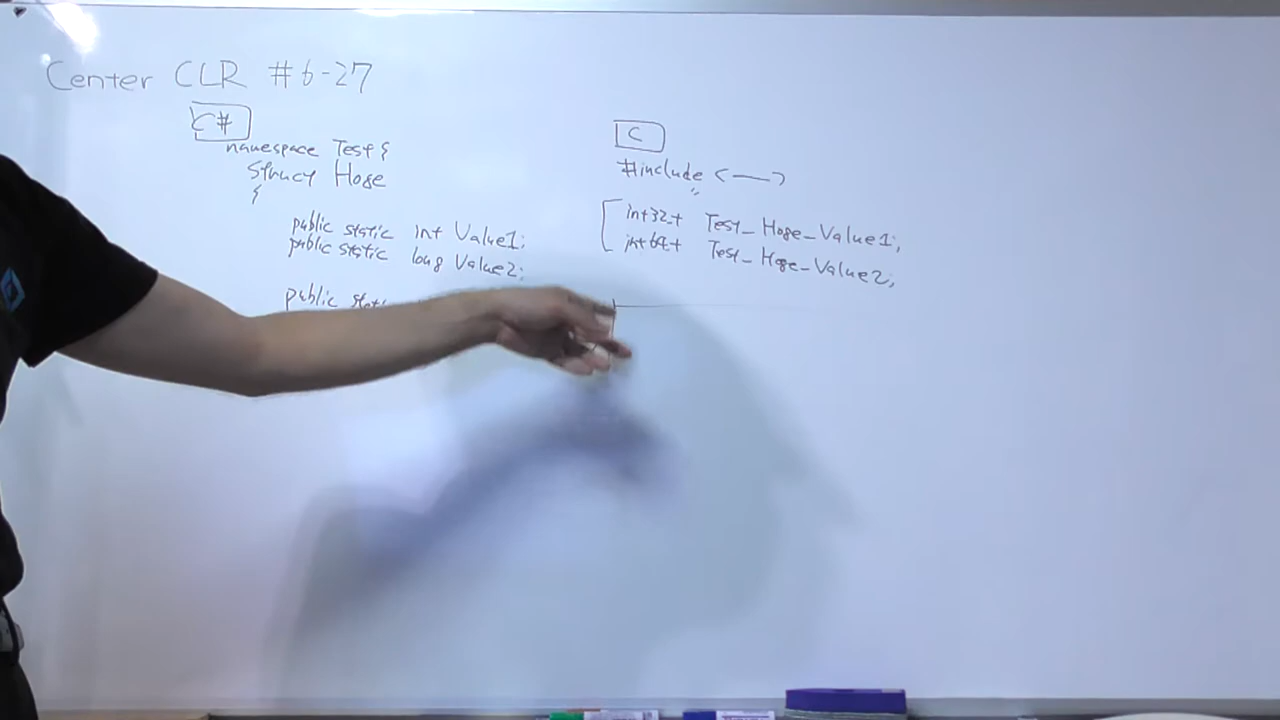 Center CLR #6-27
C#
namespace Test {
struct Hoge
{
public static int Value1;
public static long Value2;
public static
C
#include < — >
int32_t Test_Hoge_Value1;
int64_t Test_Hoge_Value2;